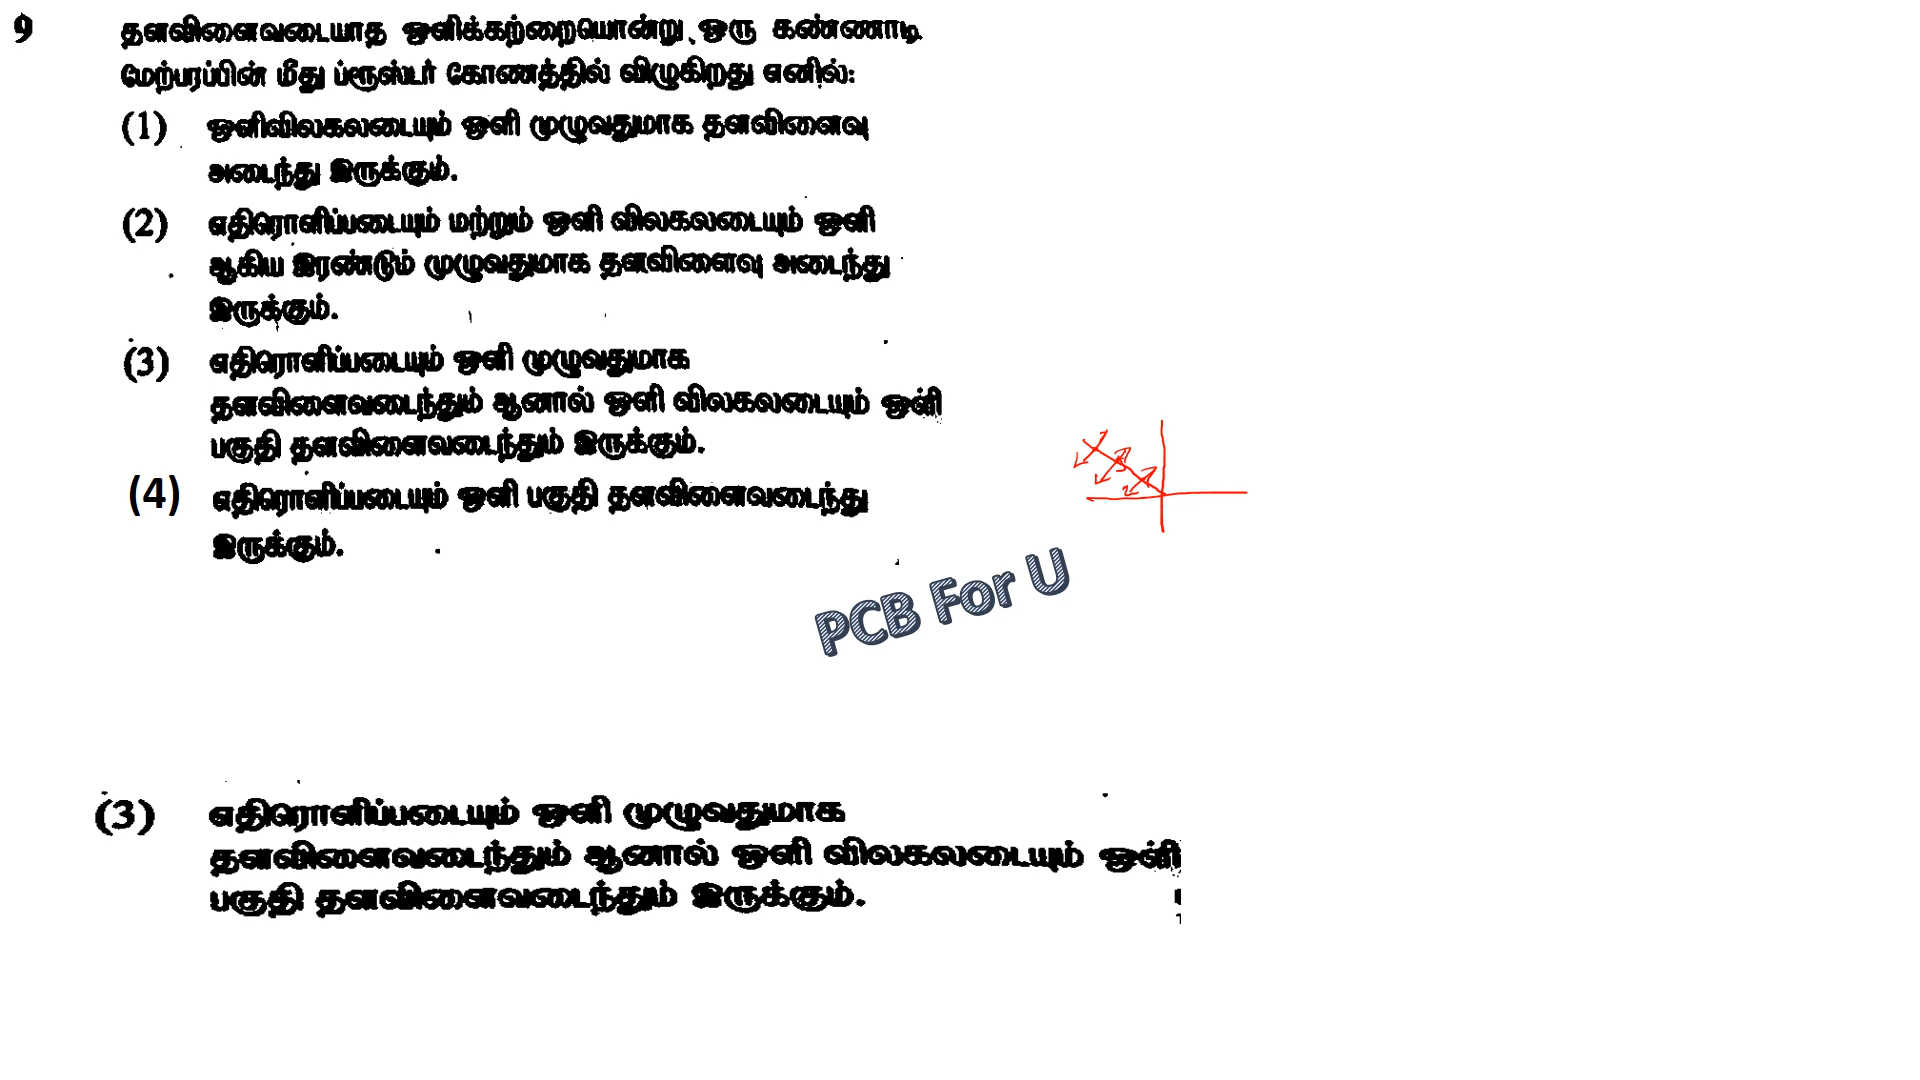 9 தளவிளைவடையாத ஒளிக்கற்றையொன்று ஒரு கண்ணாடி
மேற்பரப்பின் மீது ப்ரூஸ்டர் கோணத்தில் விழுகிறது எனில்:
(1) ஒளிவிலகலடையும் ஒளி முழுவதுமாக தளவிளைவு
அடைந்து இருக்கும்.
(2) எதிரொளிப்படையும் மற்றும் ஒளி விலகலடையும் ஒளி
ஆகிய இரண்டும் முழுவதுமாக தளவிளைவு அடைந்து
இருக்கும்.
(3) எதிரொளிப்படையும் ஒளி முழுவதுமாக
தளவிளைவடைந்தும் ஆனால் ஒளி விலகலடையும் ஒளி
பகுதி தளவிளைவடைந்தும் இருக்கும்.
(4) எதிரொளிப்படையும் ஒளி பகுதி தளவிளைவடைந்து
இருக்கும்.
PCB For U
(3) எதிரொளிப்படையும் ஒளி முழுவதுமாக
தளவிளைவடைந்தும் ஆனால் ஒளி விலகலடையும் ஒளி
பகுதி தளவிளைவடைந்தும் இருக்கும்.